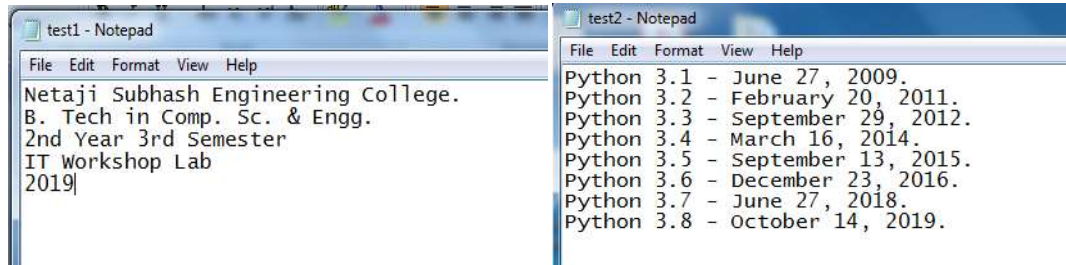 test1 - Notepad
File Edit Format View Help
Netaji Subhash Engineering College.
B. Tech in Comp. Sc. & Engg.
2nd Year 3rd Semester
IT Workshop Lab
2019
test2 - Notepad
File Edit Format View Help
Python 3.1 - June 27, 2009.
Python 3.2 - February 20, 2011.
Python 3.3 - September 29, 2012.
Python 3.4 - March 16, 2014.
Python 3.5 - September 13, 2015.
Python 3.6 - December 23, 2016.
Python 3.7 - June 27, 2018.
Python 3.8 - October 14, 2019.